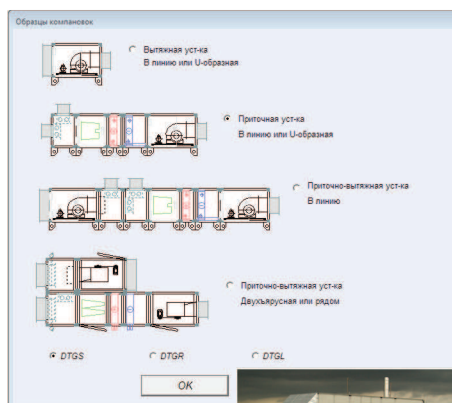 Образцы компановок
Вытяжная уст-ка
В линию или U-образная
Приточная уст-ка
В линию или U-образная
Приточно-вытяжная уст-ка
В линию
Приточно-вытяжная уст-ка
Двухъярусная или рядом
DTGS DTGR DTGL
OK